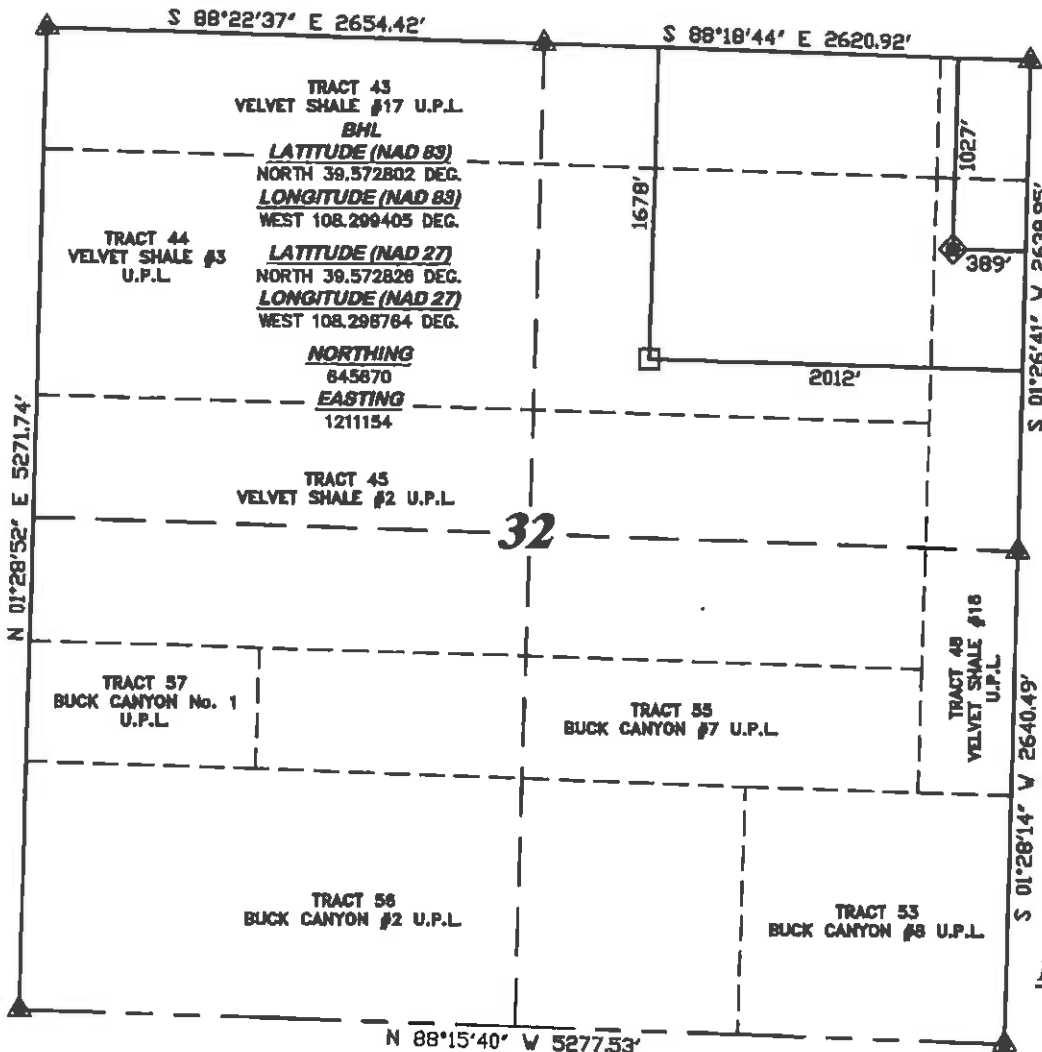 S 88°22'37" E 2654.42'
S 88°18'44" E 2620.92'
TRACT 43
VELVET SHALE #17 U.P.L.
BHL
LATITUDE (NAD 83)
NORTH 39.572802 DEG.
LONGITUDE (NAD 83)
WEST 108.299405 DEG.
LATITUDE (NAD 27)
NORTH 39.572826 DEG.
LONGITUDE (NAD 27)
WEST 108.298764 DEG.
NORTHING
645670
EASTING
1211154
TRACT 44
VELVET SHALE #3
U.P.L.
1678'
1027'
389'
2012'
S 01°26'41" W 2639.95'
N 01°28'52" E 5271.74'
TRACT 45
VELVET SHALE #2 U.P.L.
32
TRACT 57
BUCK CANYON No. 1
U.P.L.
TRACT 55
BUCK CANYON #7 U.P.L.
TRACT 48
VELVET SHALE #18
U.P.L.
S 01°28'14" W 2640.49'
TRACT 56
BUCK CANYON #2 U.P.L.
TRACT 53
BUCK CANYON #8 U.P.L.
N 88°15'40" W 5277.53'